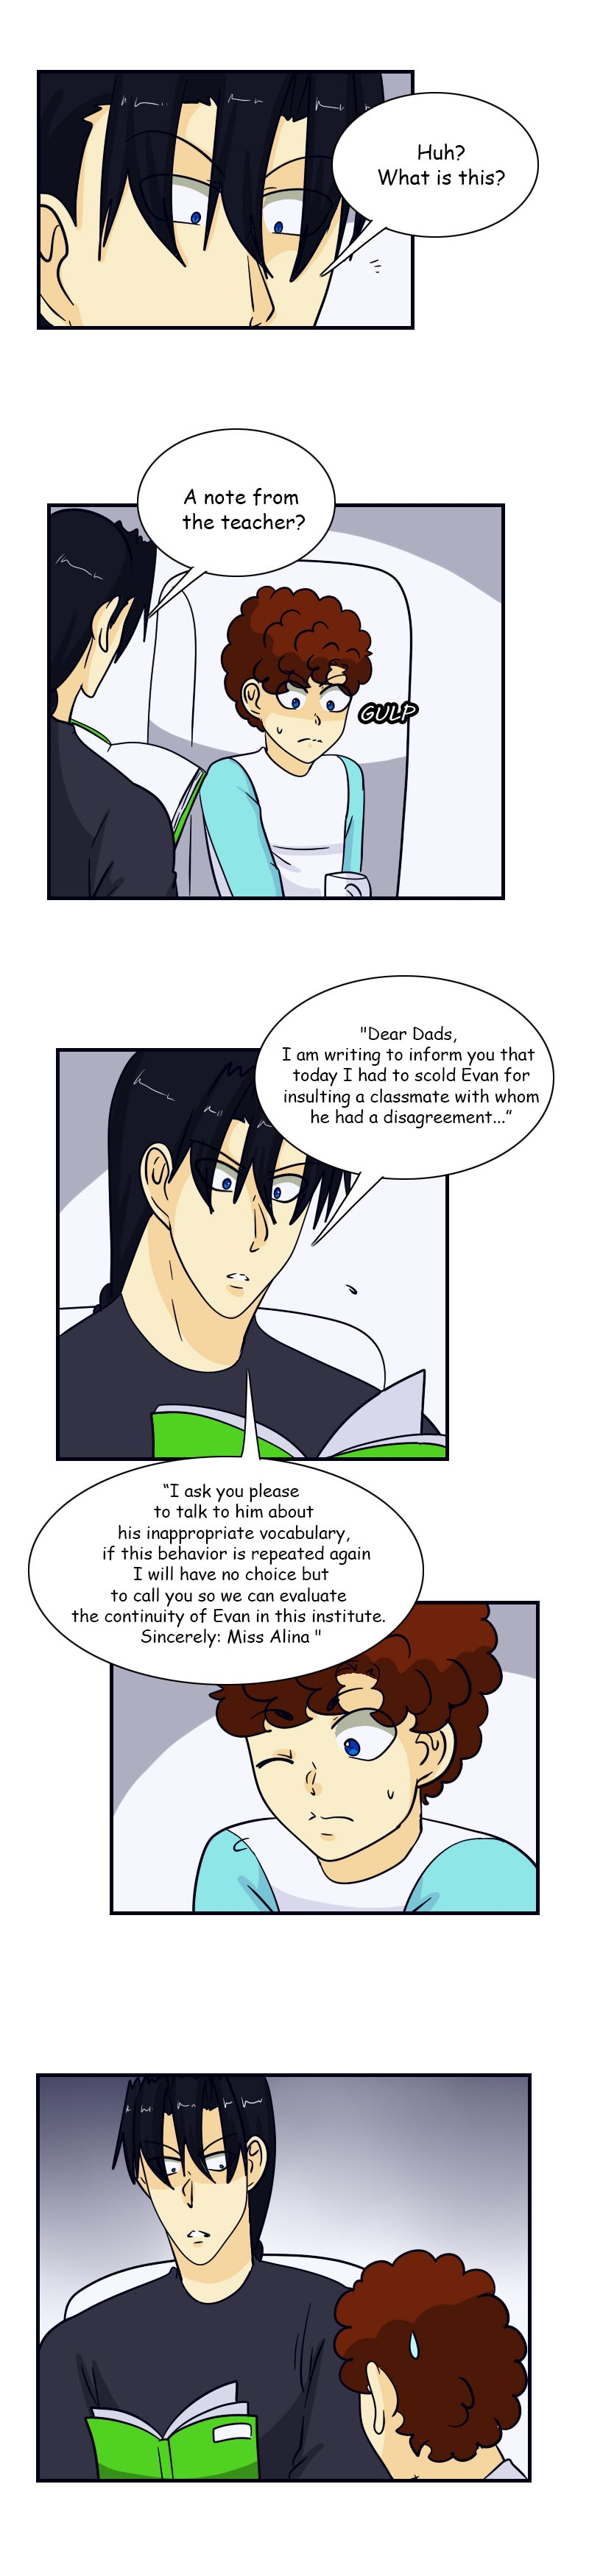 Huh?
What is this?
A note from
the teacher?
GULP
"Dear Dads,
I am writing to inform you that
today I had to scold Evan for
insulting a classmate with whom
he had a disagreement...”
“I ask you please
to talk to him about
his inappropriate vocabulary,
if this behavior is repeated again
I will have no choice but
to call you so we can evaluate
the continuity of Evan in this institute.
Sincerely: Miss Alina "